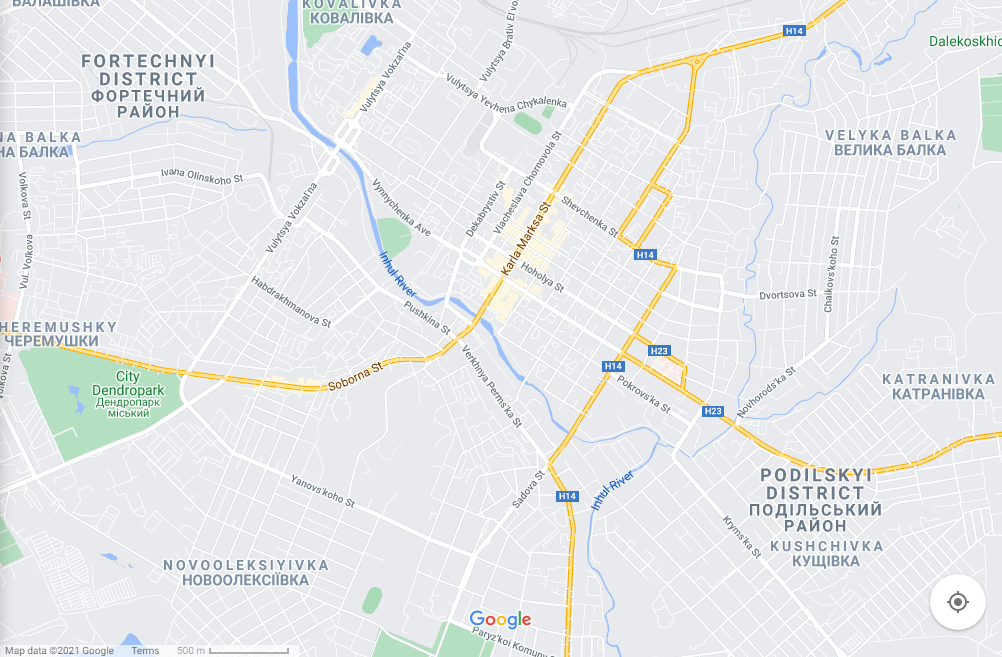 БАЛАШІВКА
KOVALIVKA
КОВАЛІВКА
H14
Dalekoskhid
FORTECHNYI
DISTRICT
ФОРТЕЧНИЙ
РАЙОН
Vulytsya Vokzal'na
Vulytsya Brativ El'vo
Vulytsya Yevhena Chykalenka
NA BALKA
НА БАЛКА
VELYKA BALKA
ВЕЛИКА БАЛКА
Ivana Olinskoho St
Volkova St
Vulytsya Vokzal'na
Vynnychenka Ave
Dekabrystiv St
Viacheslava Chornovola St
Karla Marksa St
Shevchenka St
H14
Vul. Volkova
Inhul River
Hoholya St
Dvortsova St
Chaikovs'koho St
Habdrakhmanova St
Pushkina St
HEREMUSHKY
ЧЕРЕМУШКИ
Volkova St
Soborna St
Verkhnya Perms'ka St
H23
H14
City
Dendropark
Дендропарк
міський
Pokrovs'ka St
H23
Novhorods'ka St
KATRANIVKA
КАТРАНІВКА
Yanovs'koho St
Sadova St
H14
Inhul River
PODILSKYI
DISTRICT
ПОДІЛЬСЬКИЙ
РАЙОН
Kryms'ka St
KUSHCHIVKA
КУЩІВКА
NOVOOLEKSIYIVKA
НОВООЛЕКСІЇВКА
Google
Paryz'koi Komuny S
Map data ©2021 Google
Terms
500 m